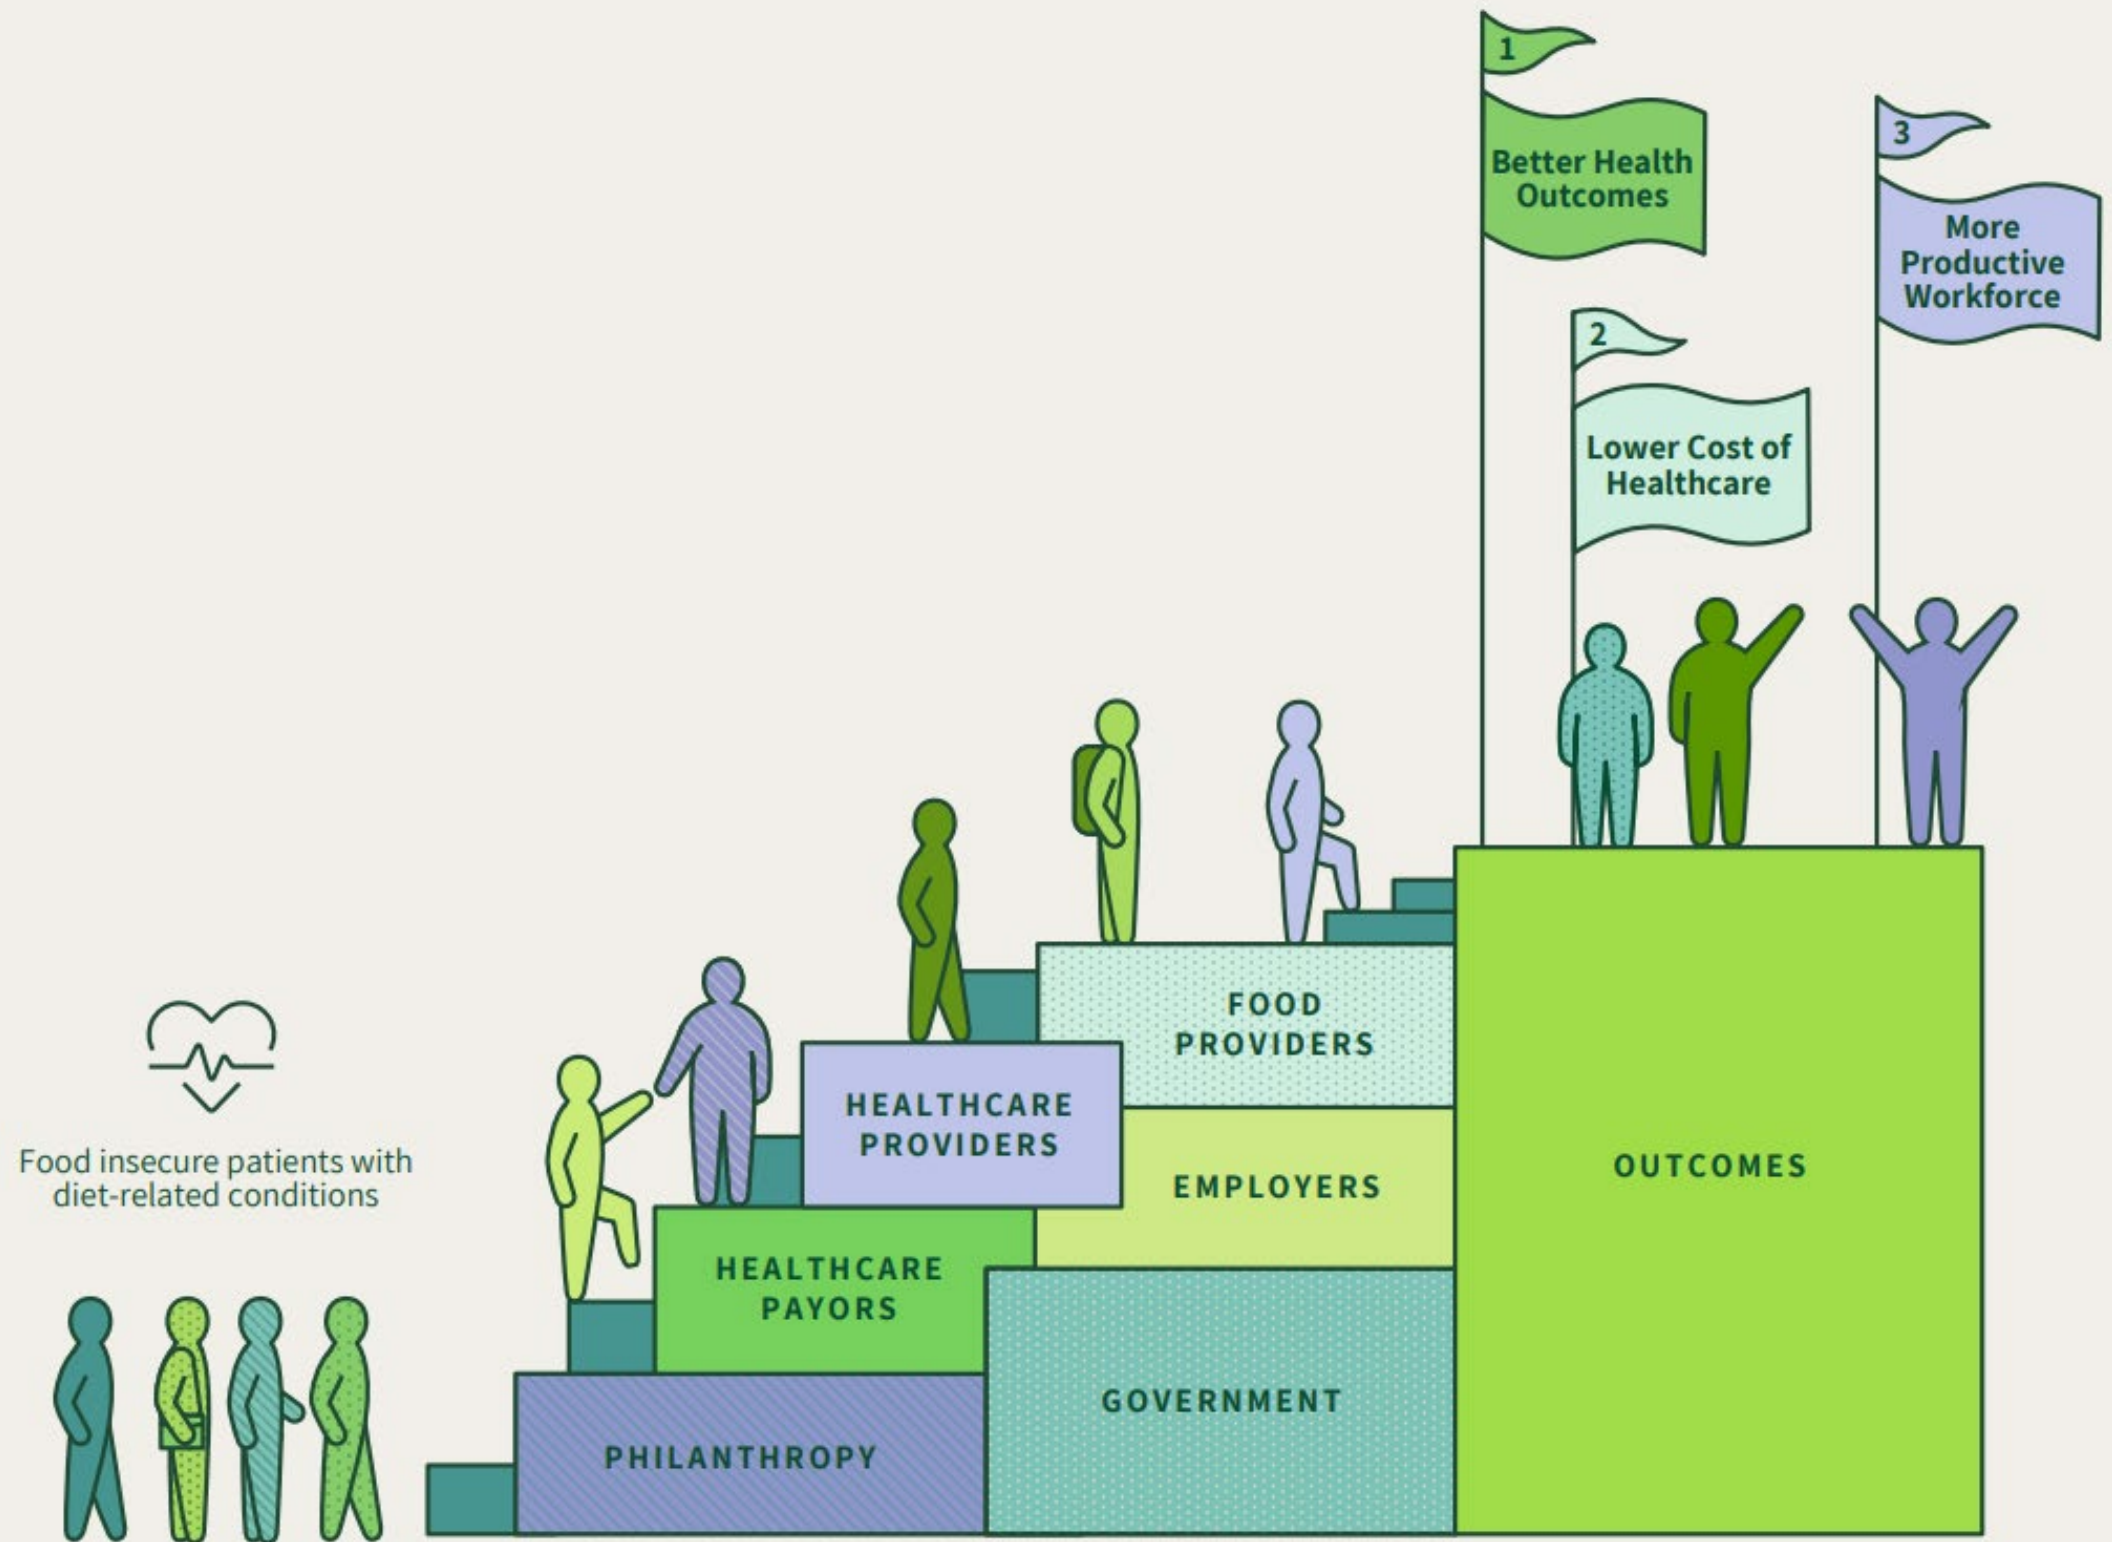 1
Better Health
Outcomes
3
More
Productive
Workforce
2
Lower Cost of
Healthcare
Food insecure patients with
diet-related conditions
FOOD
PROVIDERS
HEALTHCARE
PROVIDERS
EMPLOYERS
OUTCOMES
HEALTHCARE
PAYORS
GOVERNMENT
PHILANTHROPY